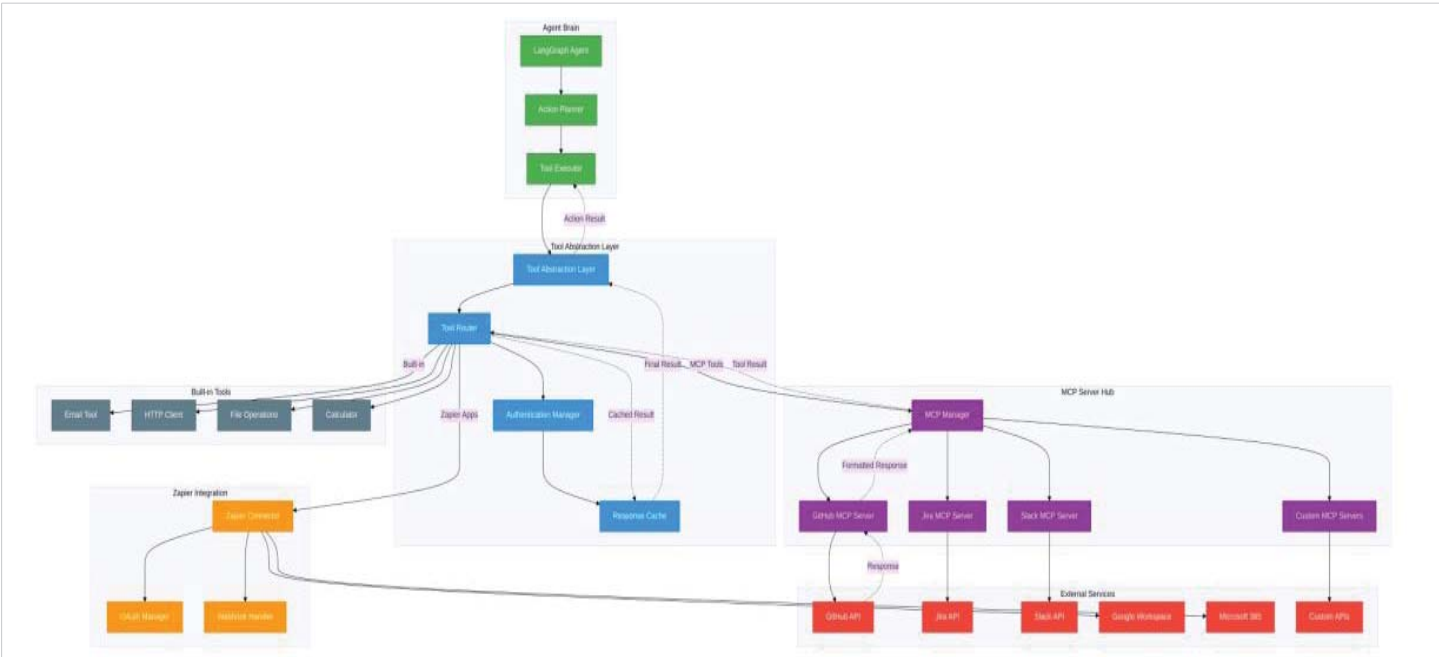 Agent Brain
LangGraph Agent
Action Planner
Tool Executor
Action Result
Tool Abstraction Layer
Tool Abstraction Layer
Tool Router
Built-in
Final Result
MCP Tools
Tool Result
Built-in Tools
MCP Server Hub
Email Tool
HTTP Client
File Operations
Calculator
Zapier Apps
Authentication Manager
Cached Result
MCP Manager
Formatted Response
Zapier Integration
Zapier Connector
Response Cache
GitHub MCP Server
Jira MCP Server
Slack MCP Server
Custom MCP Servers
Response
External Services
OAuth Manager
Webhook Handler
GitHub API
Jira API
Slack API
Google Workspace
Microsoft 365
Custom APIs